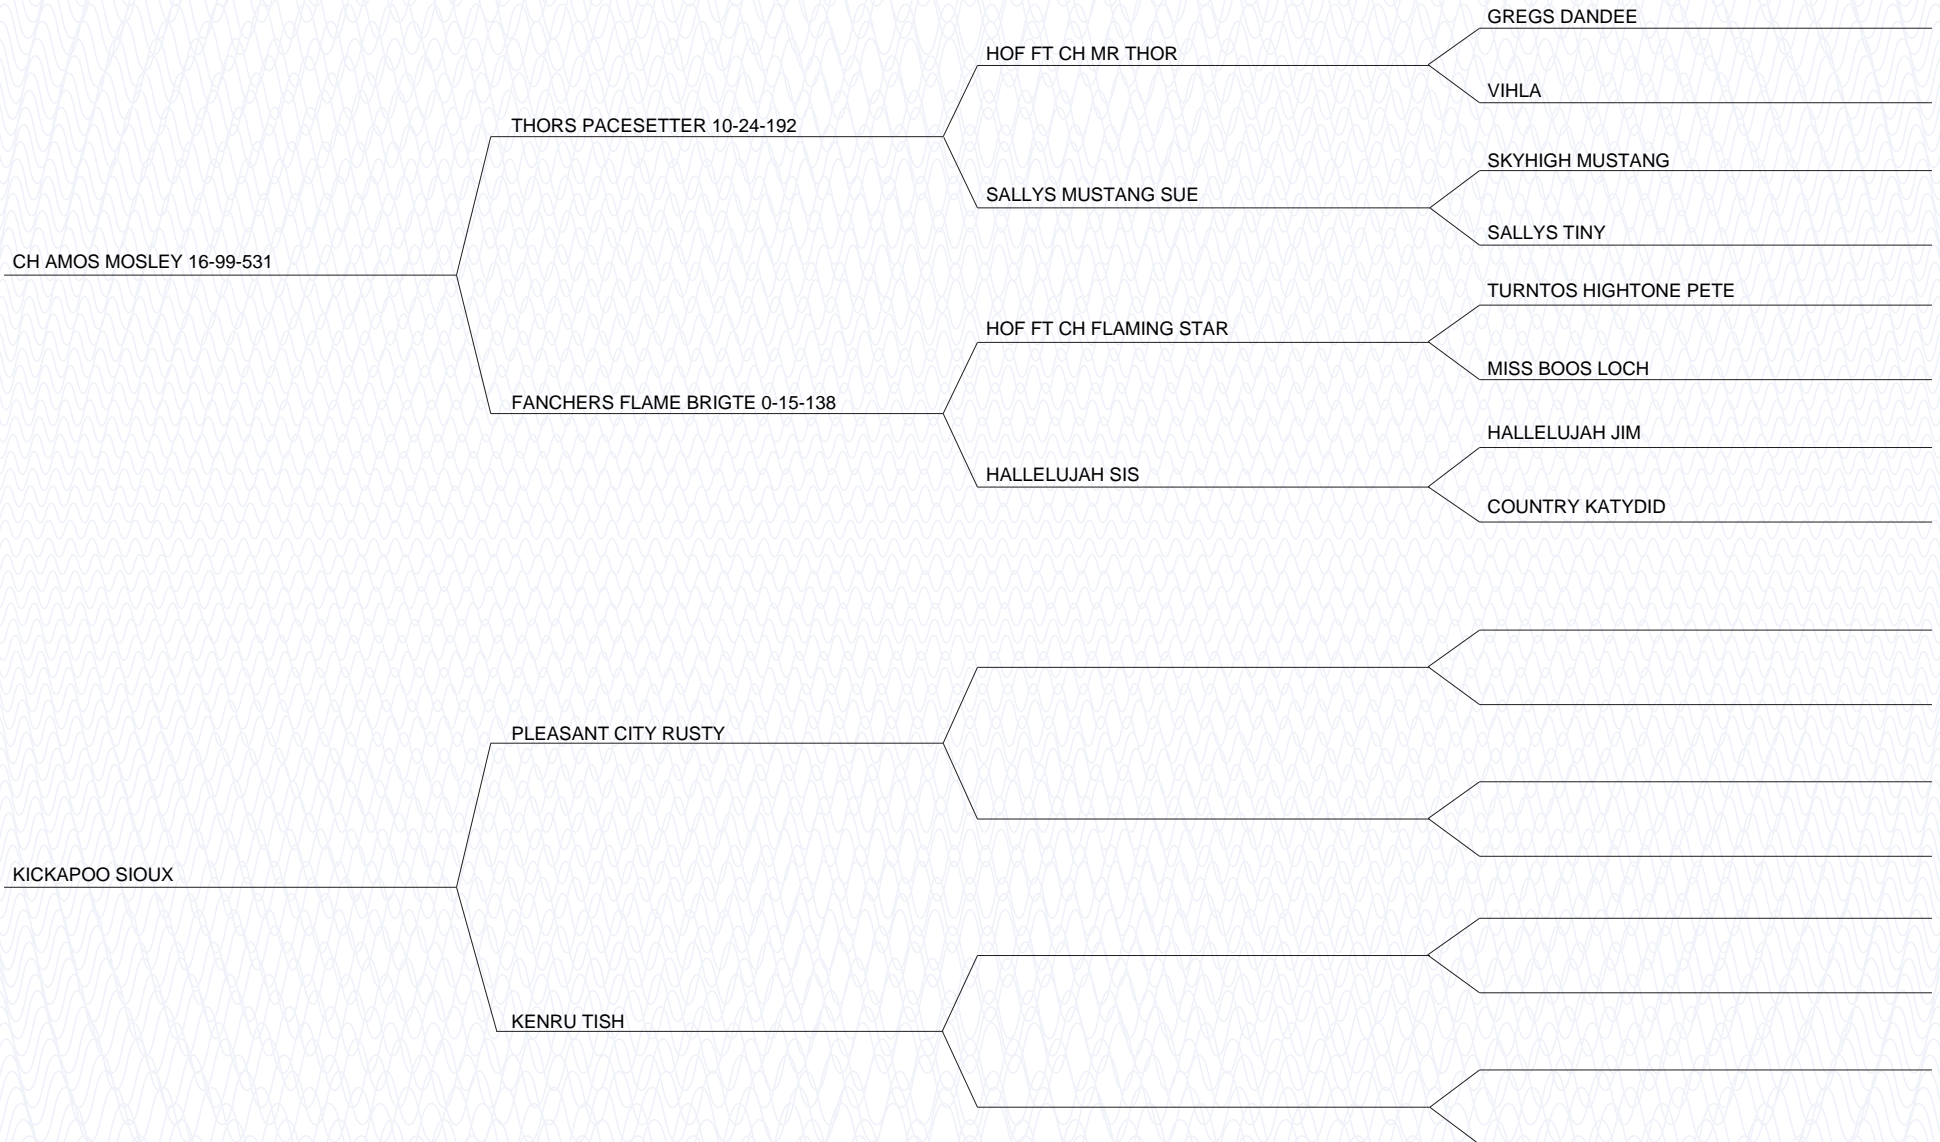 GREGS DANDEE
HOF FT CH MR THOR
VIHLA
THORS PACESETTER 10-24-192
SKYHIGH MUSTANG
SALLYS MUSTANG SUE
SALLYS TINY
CH AMOS MOSLEY 16-99-531
TURNTOS HIGHTONE PETE
HOF FT CH FLAMING STAR
MISS BOOS LOCH
FANCHERS FLAME BRIGTE 0-15-138
HALLELUJAH JIM
HALLELUJAH SIS
COUNTRY KATYDID
PLEASANT CITY RUSTY
KICKAPOO SIOUX
KENRU TISH